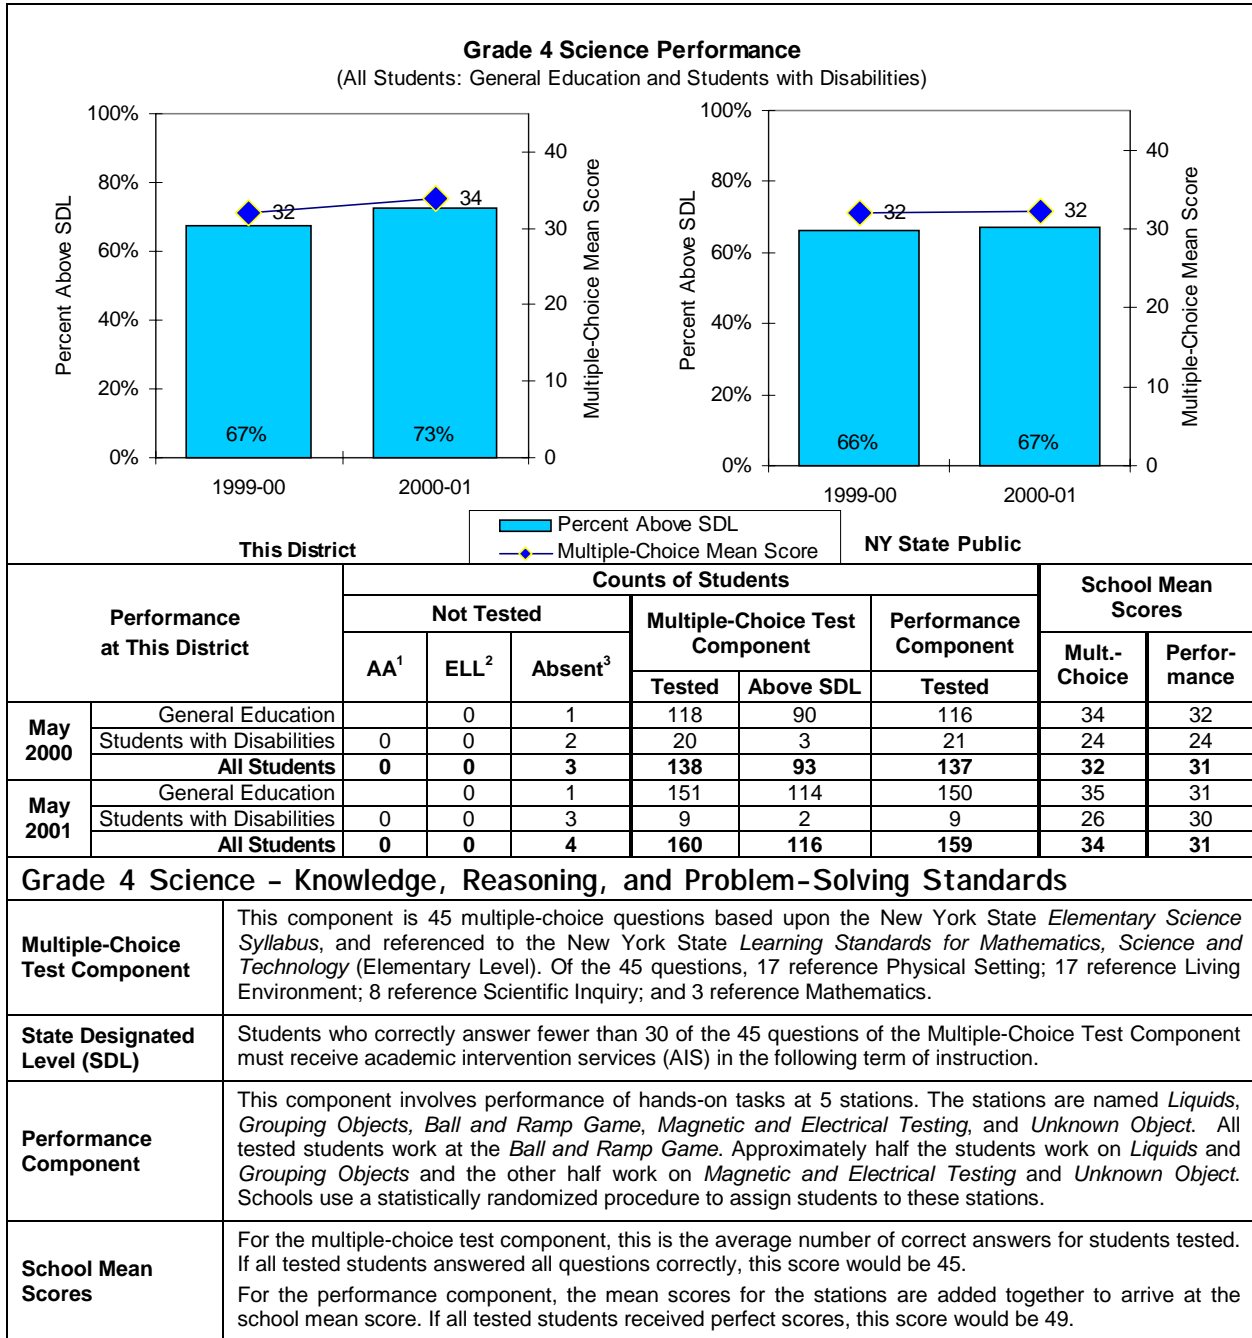 Grade 4 Science Performance
(All Students: General Education and Students with Disabilities)
100%
80%
60%
40%
20%
0%
Percent Above SDL
32
34
67%
73%
1999-00
2000-01
40
30
20
10
0
Multiple-Choice Mean Score
This District
100%
80%
60%
40%
20%
0%
Percent Above SDL
32
32
66%
67%
1999-00
2000-01
40
30
20
10
0
Multiple-Choice Mean Score
NY State Public
Percent Above SDL
Multiple-Choice Mean Score
Performance
at This District
Counts of Students
School Mean
Scores
Not Tested
Multiple-Choice Test
Component
Performance
Component
Mult.-
Choice
Perfor-
mance
AA1 ELL2 Absent3
Tested Above SDL Tested
May
2000
General Education 0 1 118 90 116 34 32
Students with Disabilities 0 0 2 20 3 21 24 24
All Students 0 0 3 138 93 137 32 31
May
2001
General Education 0 1 151 114 150 35 31
Students with Disabilities 0 0 3 9 2 9 26 30
All Students 0 0 4 160 116 159 34 31
Grade 4 Science – Knowledge, Reasoning, and Problem-Solving Standards
Multiple-Choice
Test Component
This component is 45 multiple-choice questions based upon the New York State Elementary Science
Syllabus, and referenced to the New York State Learning Standards for Mathematics, Science and
Technology (Elementary Level). Of the 45 questions, 17 reference Physical Setting; 17 reference Living
Environment; 8 reference Scientific Inquiry; and 3 reference Mathematics.
State Designated
Level (SDL)
Students who correctly answer fewer than 30 of the 45 questions of the Multiple-Choice Test Component
must receive academic intervention services (AIS) in the following term of instruction.
Performance
Component
This component involves performance of hands-on tasks at 5 stations. The stations are named Liquids,
Grouping Objects, Ball and Ramp Game, Magnetic and Electrical Testing, and Unknown Object. All
tested students work at the Ball and Ramp Game. Approximately half the students work on Liquids and
Grouping Objects and the other half work on Magnetic and Electrical Testing and Unknown Object.
Schools use a statistically randomized procedure to assign students to these stations.
School Mean
Scores
For the multiple-choice test component, this is the average number of correct answers for students tested.
If all tested students answered all questions correctly, this score would be 45.
For the performance component, the mean scores for the stations are added together to arrive at the
school mean score. If all tested students received perfect scores, this score would be 49.